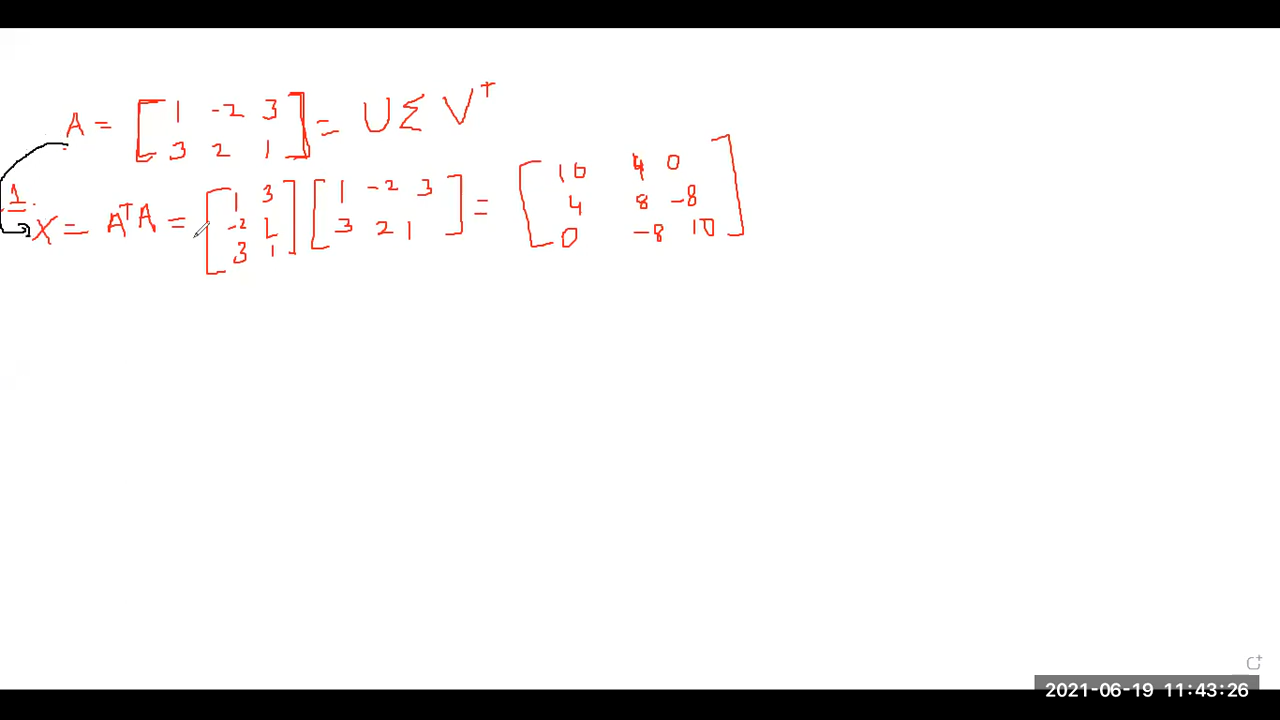 A = [ 1 -2 3 ; 3 2 1 ] = U Σ V^T
1.
X = A^T A = [ 1 3 ; -2 2 ; 3 1 ] [ 1 -2 3 ; 3 2 1 ] = [ 10 4 0 ; 4 8 -8 ; 0 -8 10 ]
2021-06-19 11:43:26